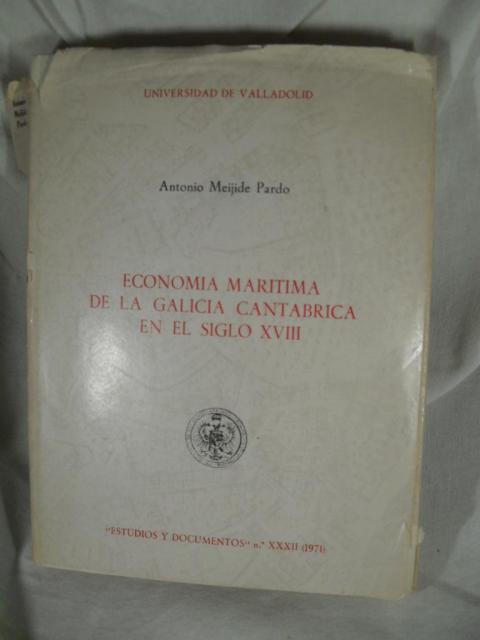 UNIVERSIDAD DE VALLADOLID
Antonio Meijide Pardo
ECONOMIA MARITIMA
DE LA GALICIA CANTABRICA
EN EL SIGLO XVIII
"ESTUDIOS Y DOCUMENTOS" n.º XXXII (1971)